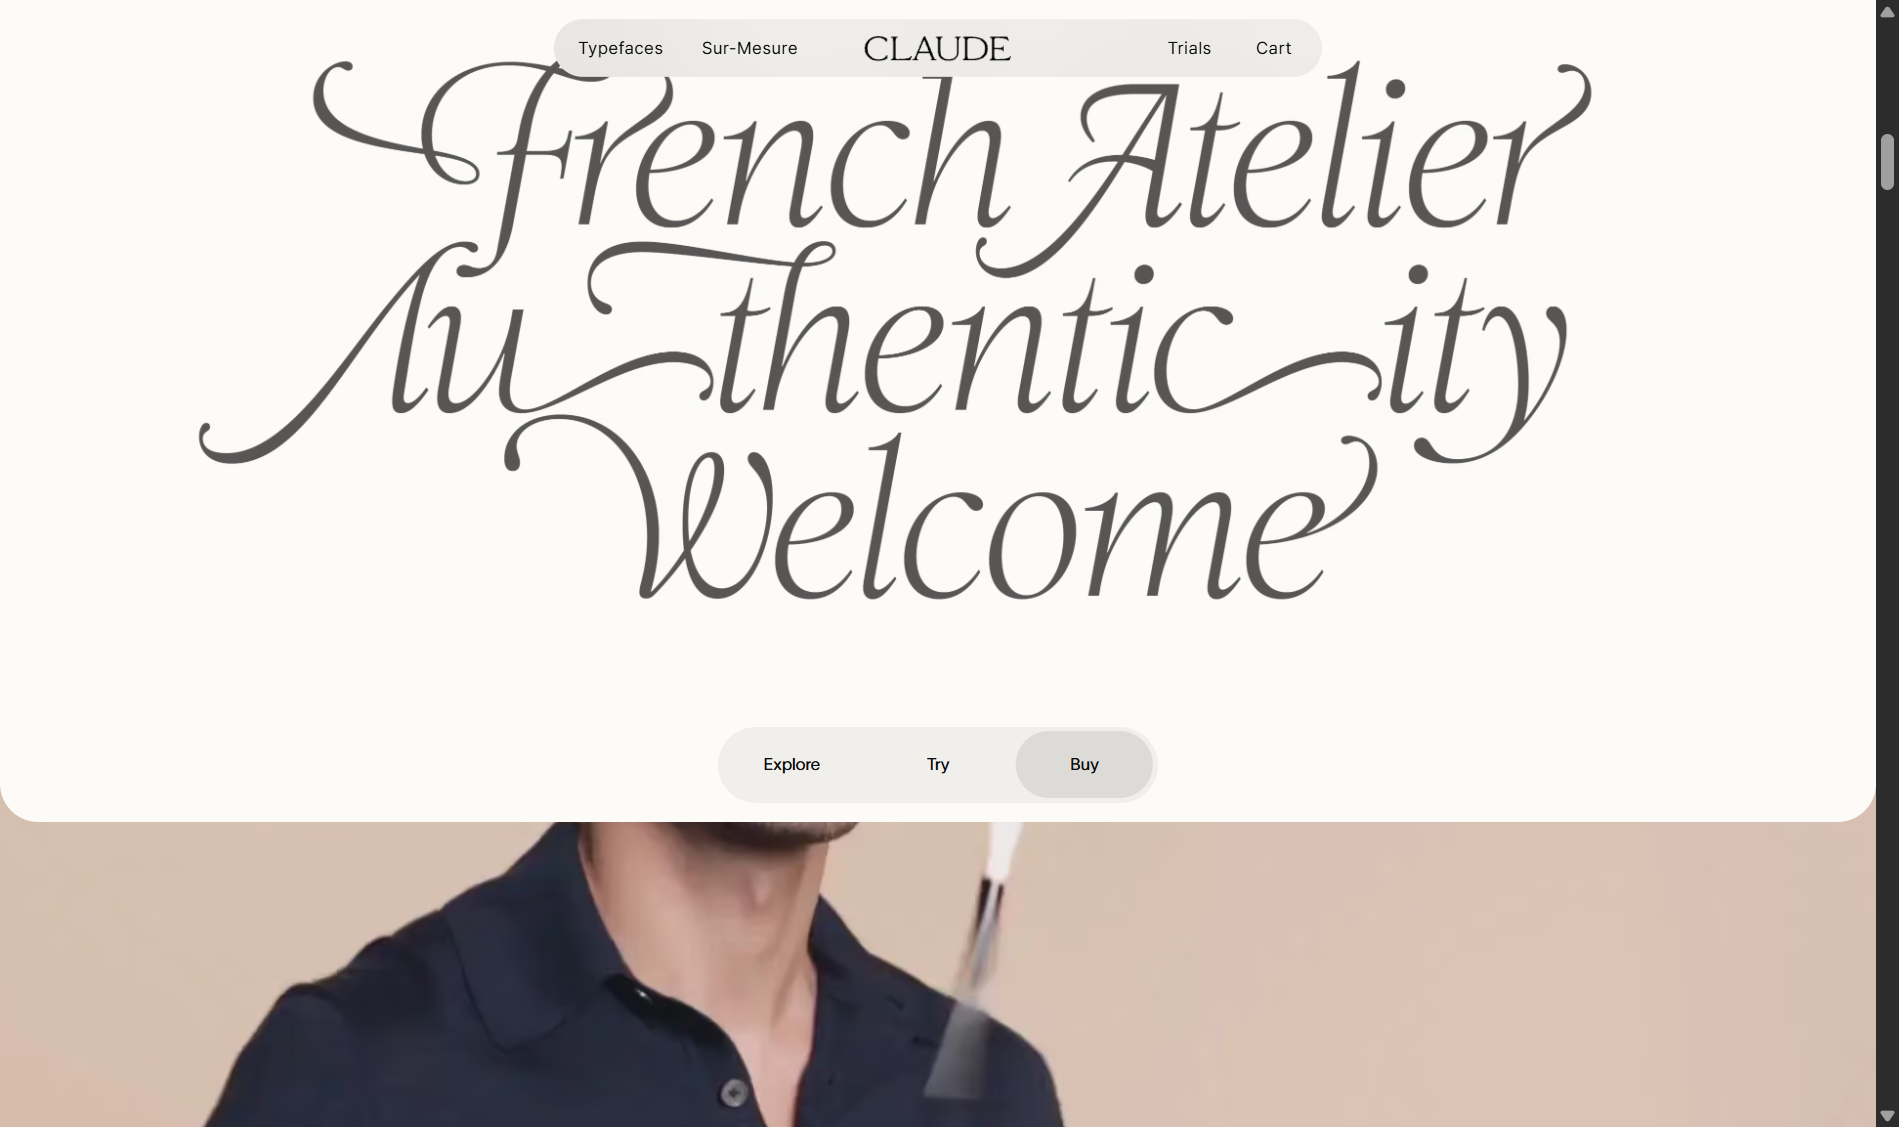 Typefaces Sur-Mesure CLAUDE Trials Cart
French Atelier
Authenticity
Welcome
Explore Try Buy